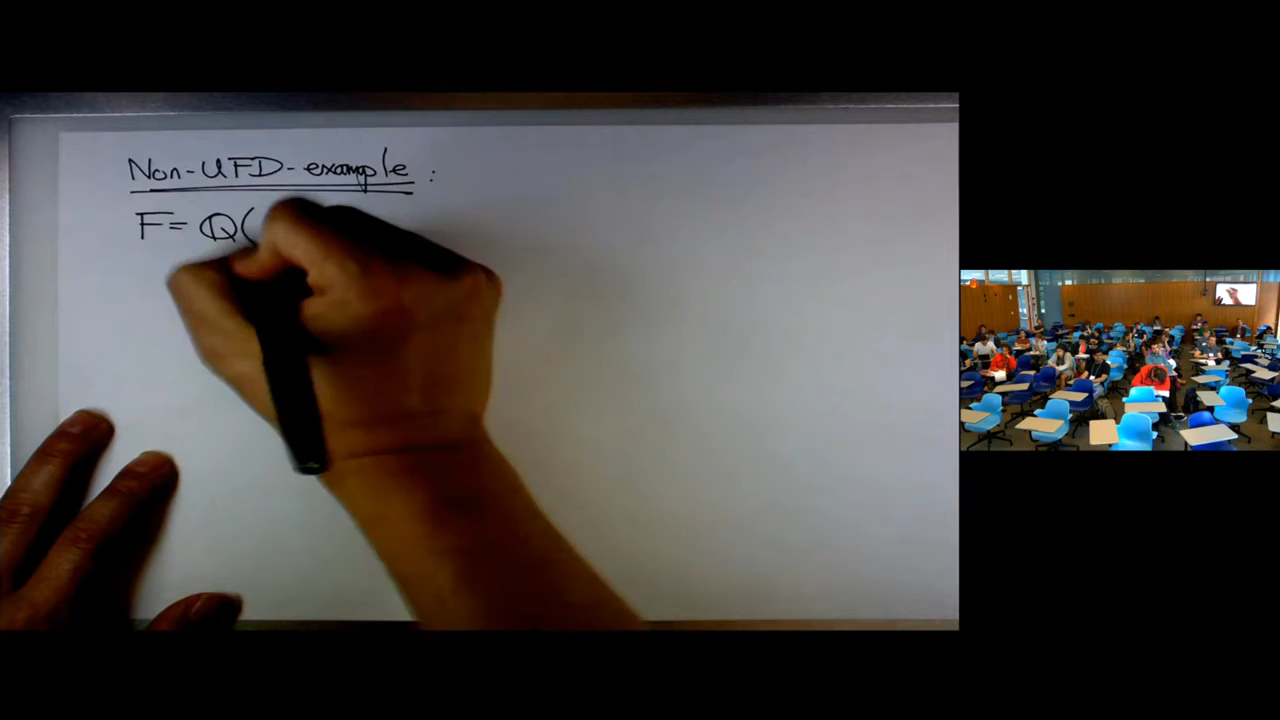 Non-UFD-example :
F = ℚ(